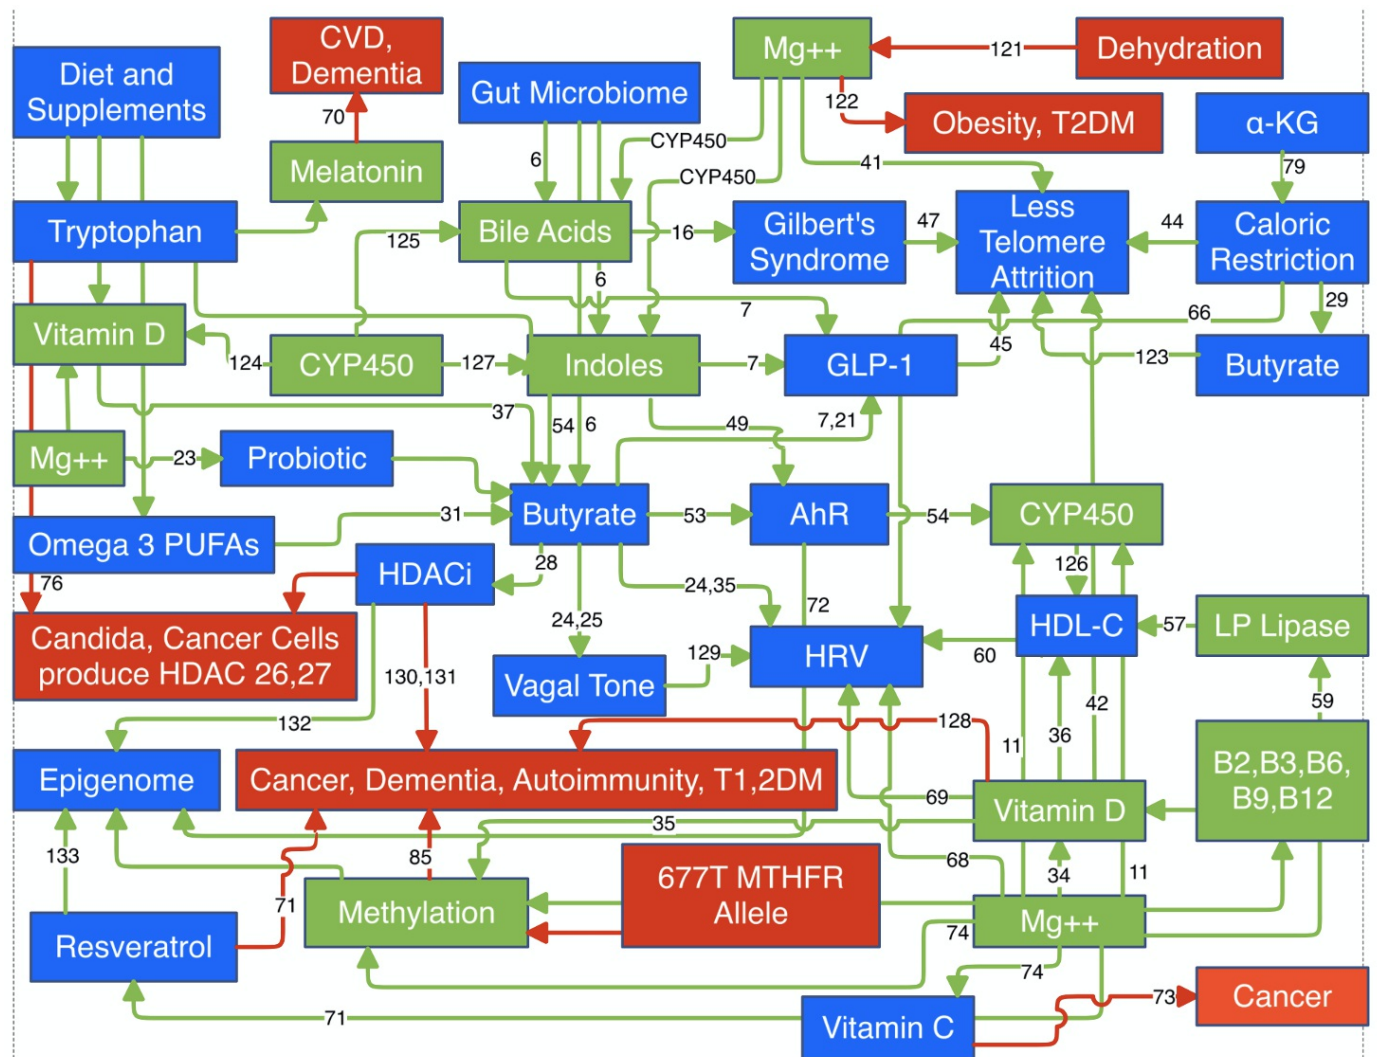 CVD,
Dementia
Mg++
121
Dehydration
Diet and
Supplements
Gut Microbiome
70
122
Obesity, T2DM
α-KG
CYP450
6
Melatonin
CYP450
41
79
Tryptophan
125
Bile Acids
16
Gilbert's
Syndrome
47
Less
Telomere
Attrition
44
Caloric
Restriction
6
7
66
29
Vitamin D
124
CYP450
127
Indoles
7
GLP-1
45
123
Butyrate
37
54
6
49
7,21
Mg++
23
Probiotic
Omega 3 PUFAs
31
Butyrate
53
AhR
54
CYP450
76
HDACi
28
24,35
72
126
Candida, Cancer Cells
produce HDAC 26,27
24,25
HRV
60
HDL-C
57
LP Lipase
130,131
Vagal Tone
129
132
128
11
36
42
59
Epigenome
Cancer, Dementia, Autoimmunity, T1,2DM
69
Vitamin D
B2,B3,B6,
B9,B12
35
133
85
677T MTHFR
Allele
68
34
11
71
Methylation
74
Mg++
Resveratrol
74
71
Vitamin C
73
Cancer